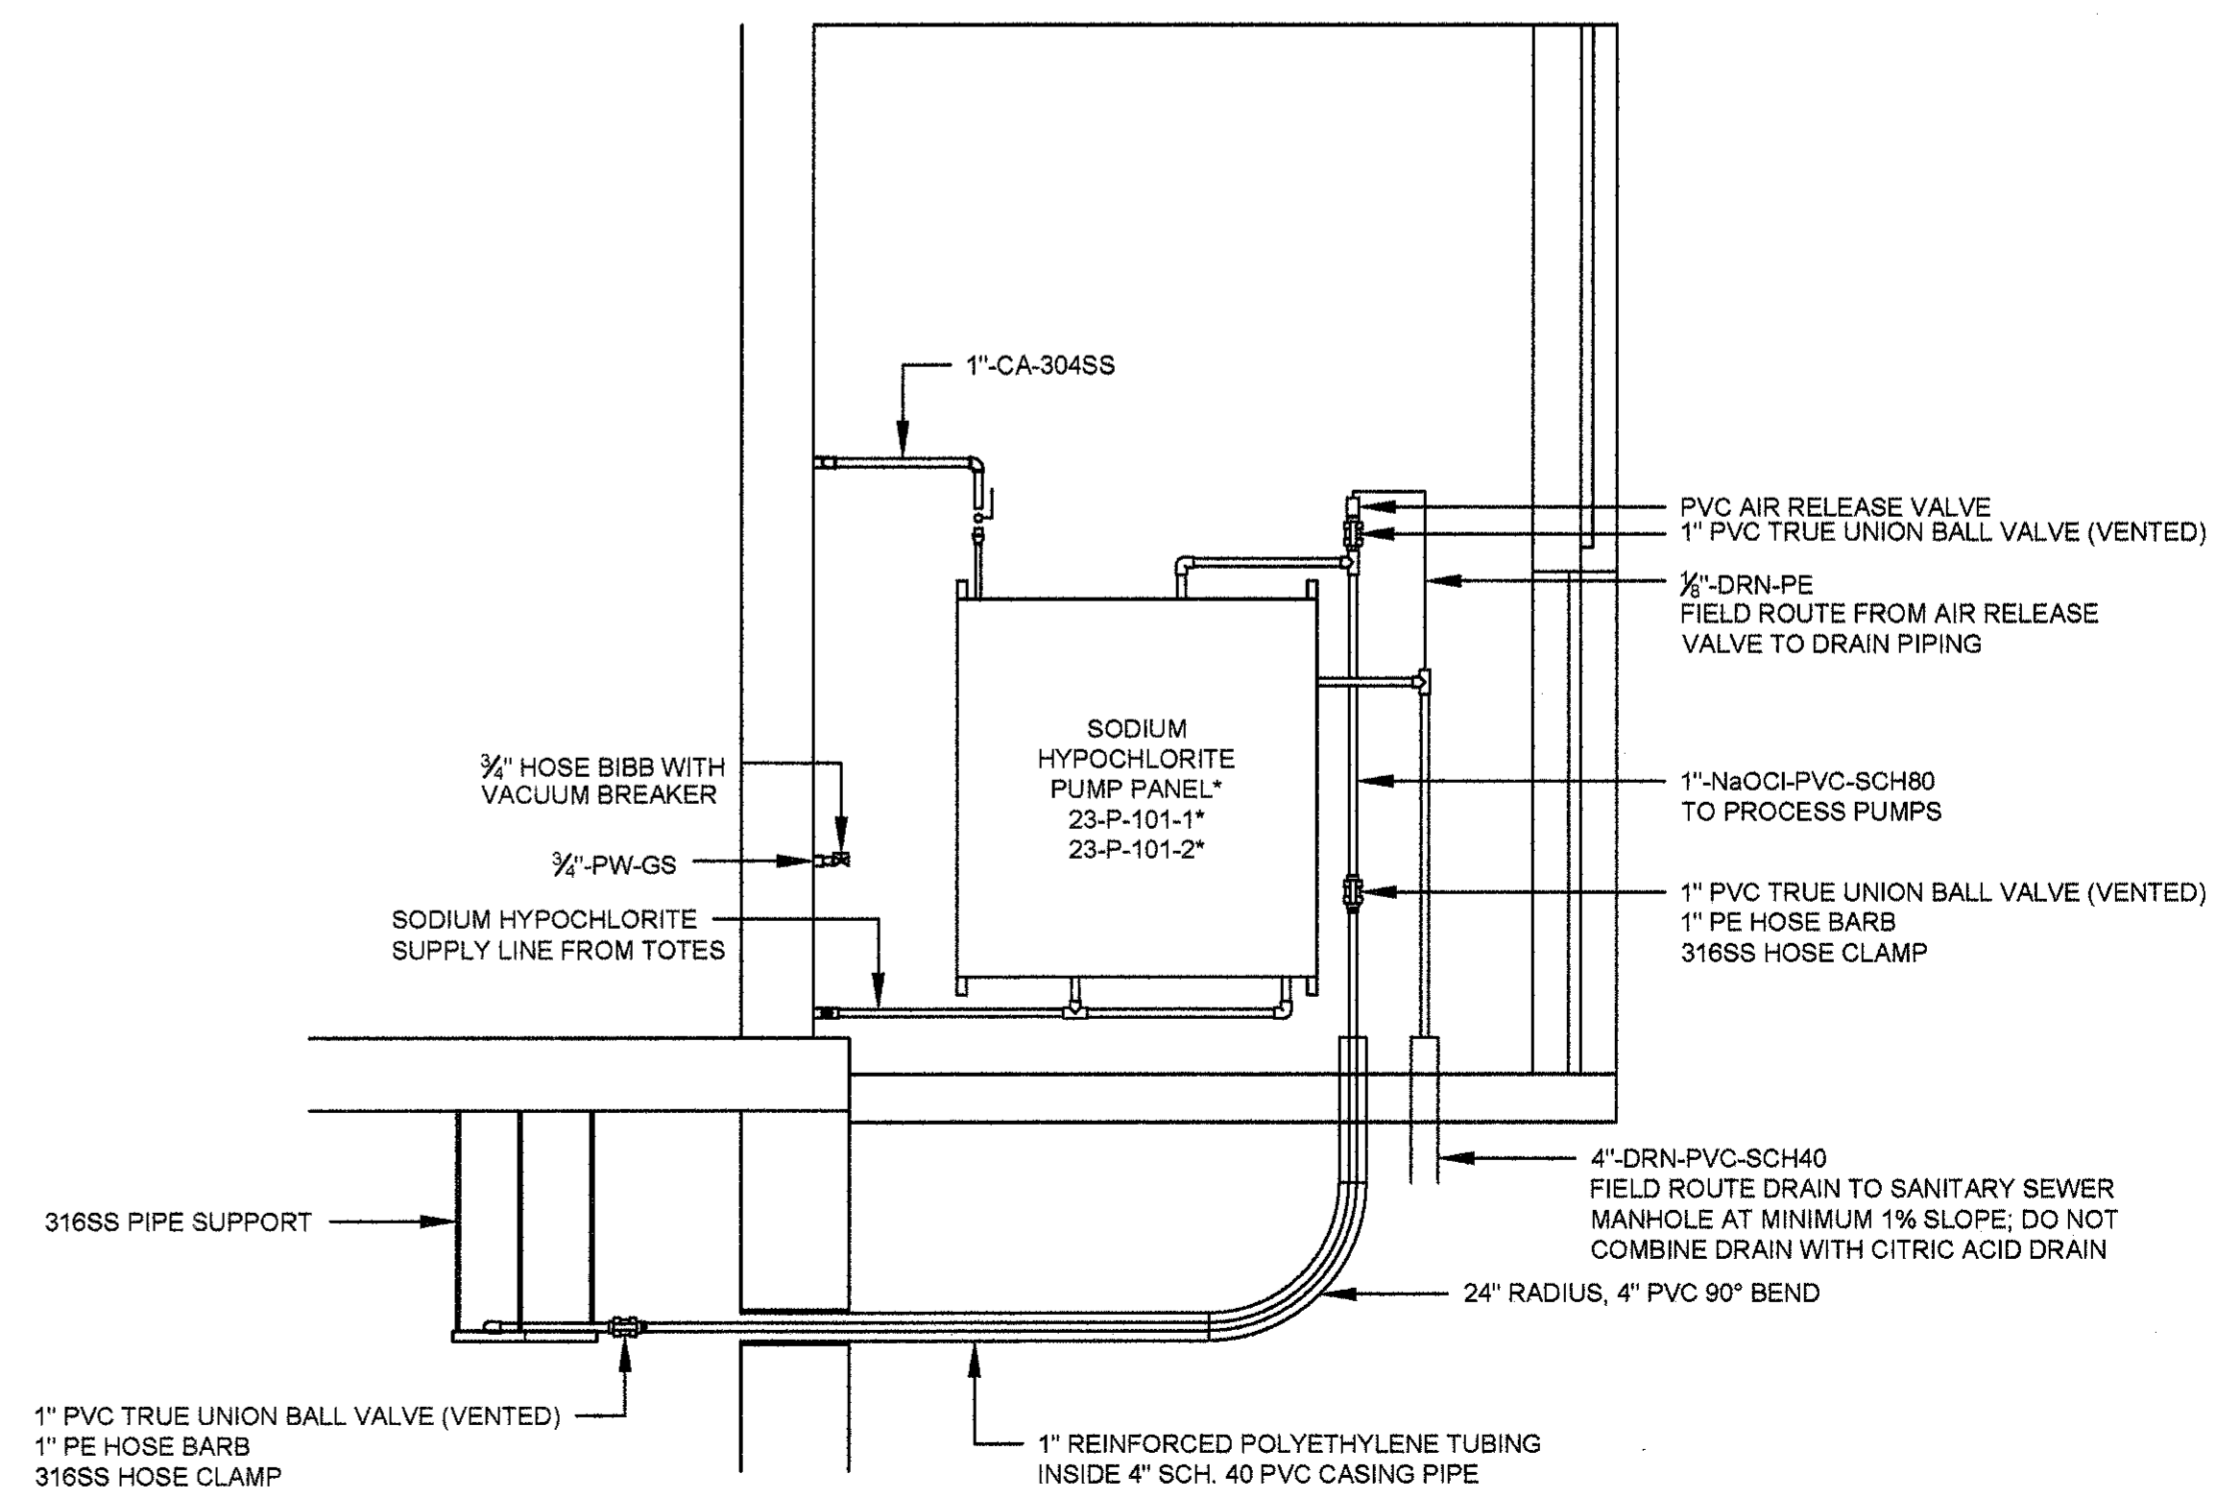 1"-CA-304SS
PVC AIR RELEASE VALVE
1" PVC TRUE UNION BALL VALVE (VENTED)
⅛"-DRN-PE
FIELD ROUTE FROM AIR RELEASE
VALVE TO DRAIN PIPING
SODIUM
HYPOCHLORITE
PUMP PANEL*
23-P-101-1*
23-P-101-2*
¾" HOSE BIBB WITH
VACUUM BREAKER
1"-NaOCl-PVC-SCH80
TO PROCESS PUMPS
¾"-PW-GS
SODIUM HYPOCHLORITE
SUPPLY LINE FROM TOTES
1" PVC TRUE UNION BALL VALVE (VENTED)
1" PE HOSE BARB
316SS HOSE CLAMP
4"-DRN-PVC-SCH40
FIELD ROUTE DRAIN TO SANITARY SEWER
MANHOLE AT MINIMUM 1% SLOPE; DO NOT
COMBINE DRAIN WITH CITRIC ACID DRAIN
316SS PIPE SUPPORT
24" RADIUS, 4" PVC 90° BEND
1" PVC TRUE UNION BALL VALVE (VENTED)
1" PE HOSE BARB
316SS HOSE CLAMP
1" REINFORCED POLYETHYLENE TUBING
INSIDE 4" SCH. 40 PVC CASING PIPE